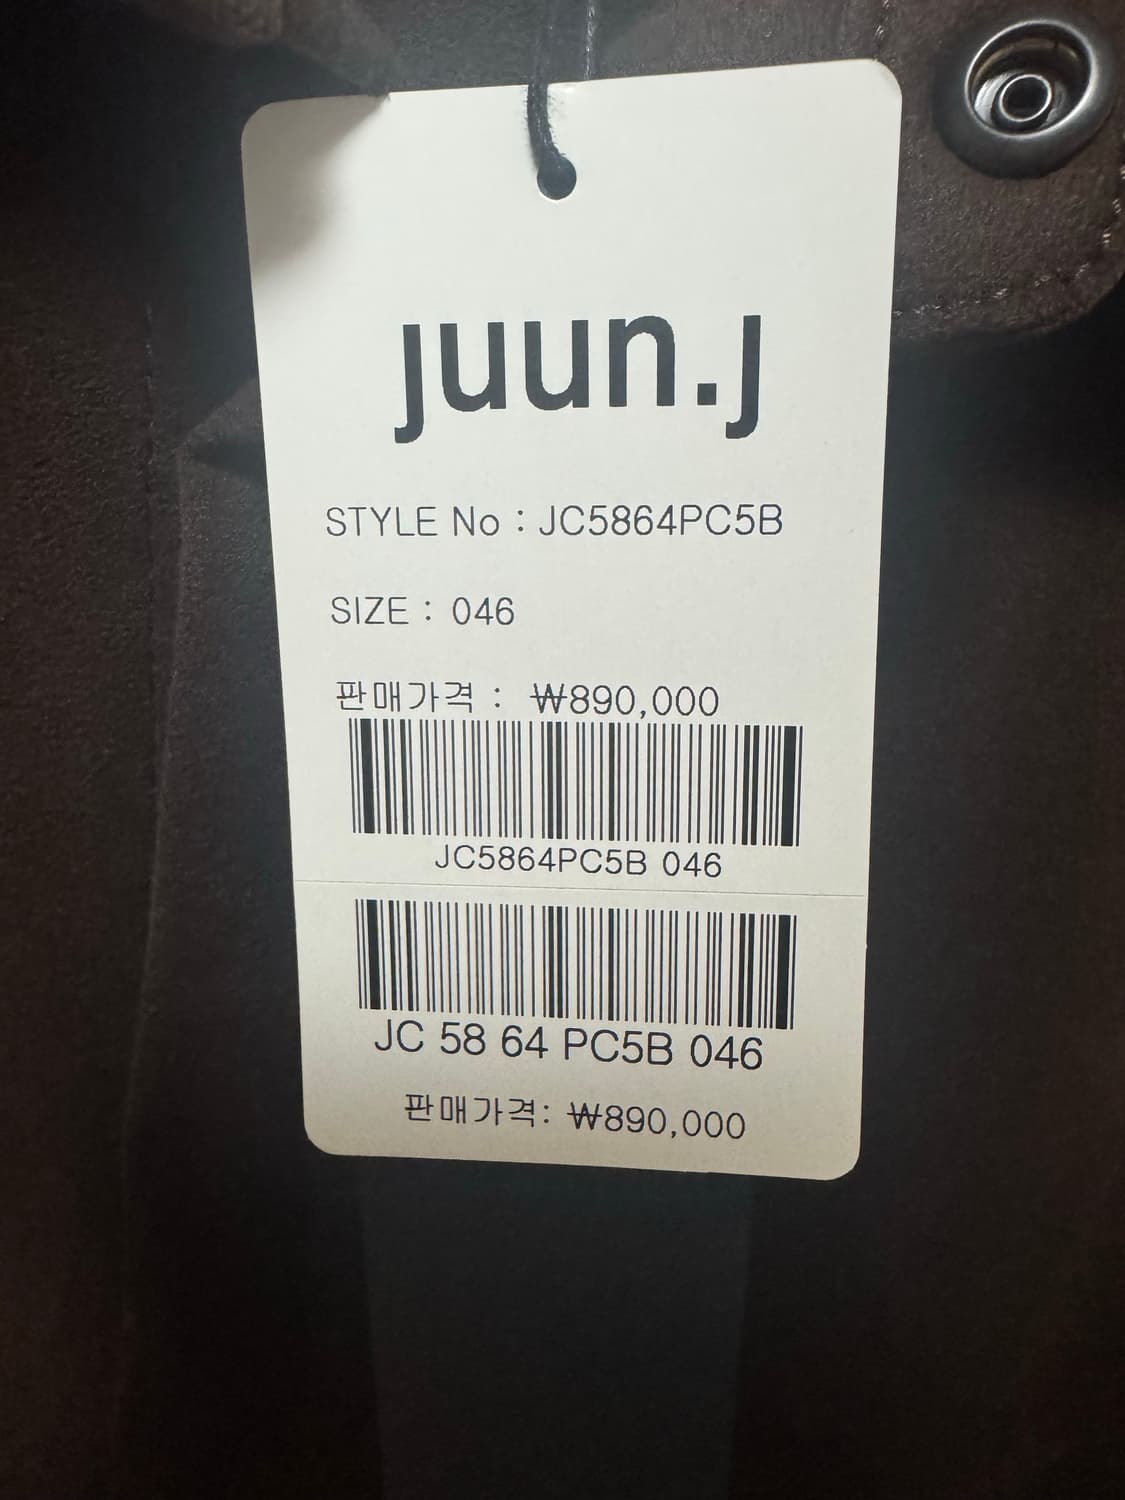 juun.j
STYLE No : JC5864PC5B
SIZE : 046
판매가격 : ₩890,000
JC5864PC5B 046
JC 58 64 PC5B 046
판매가격: ₩890,000